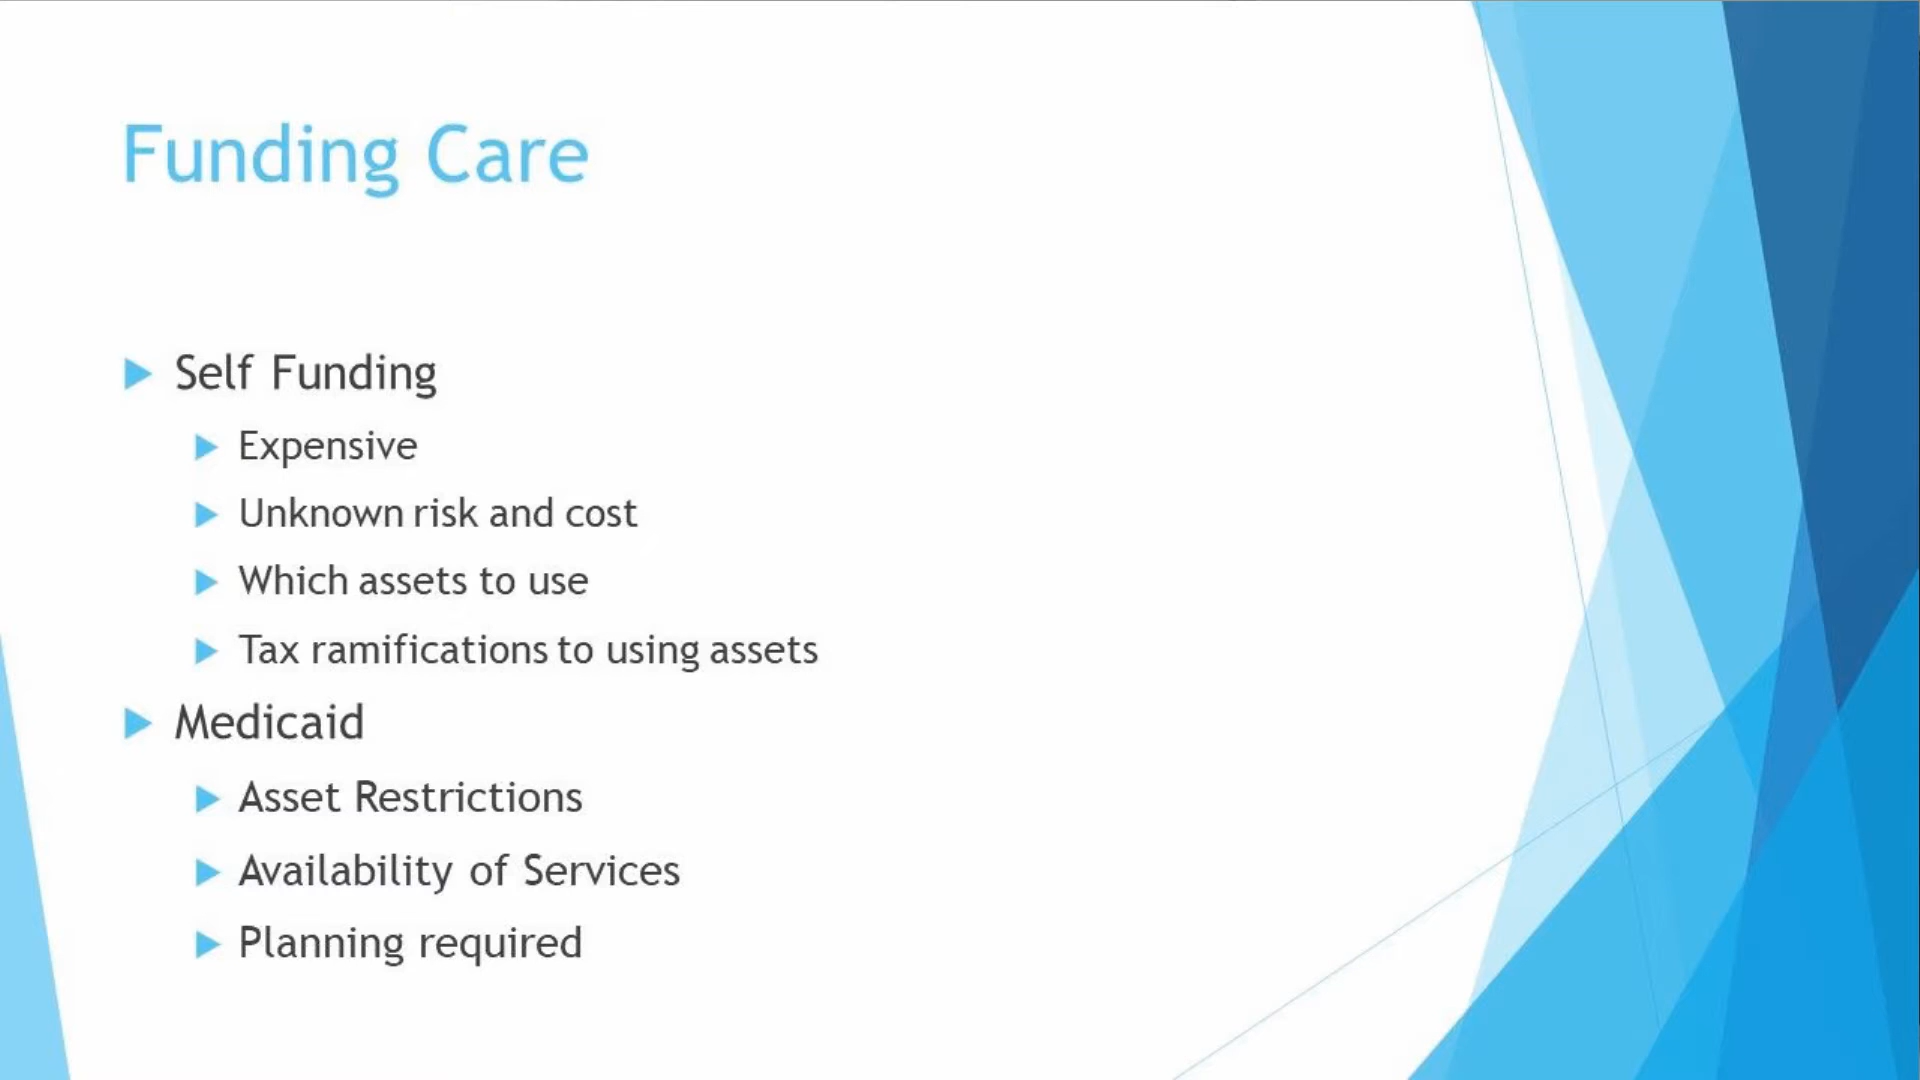 Funding Care
Self Funding
Expensive
Unknown risk and cost
Which assets to use
Tax ramifications to using assets
Medicaid
Asset Restrictions
Availability of Services
Planning required